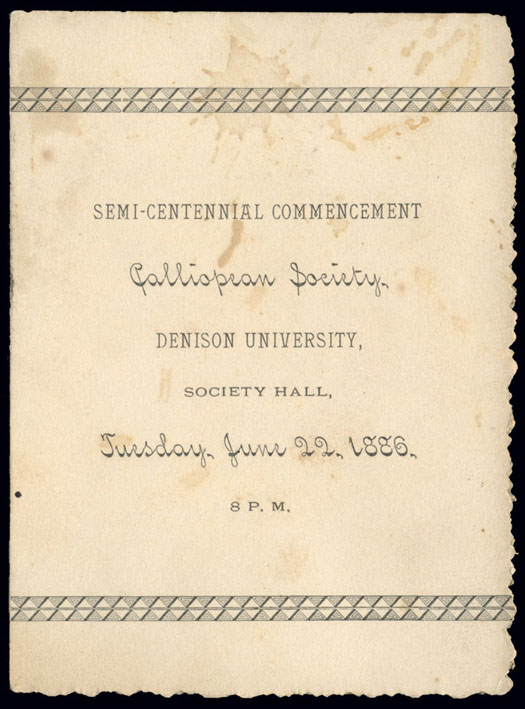 SEMI-CENTENNIAL COMMENCEMENT
Calliopean Society,
DENISON UNIVERSITY,
SOCIETY HALL,
Tuesday, June 22, 1886,
8 P. M.